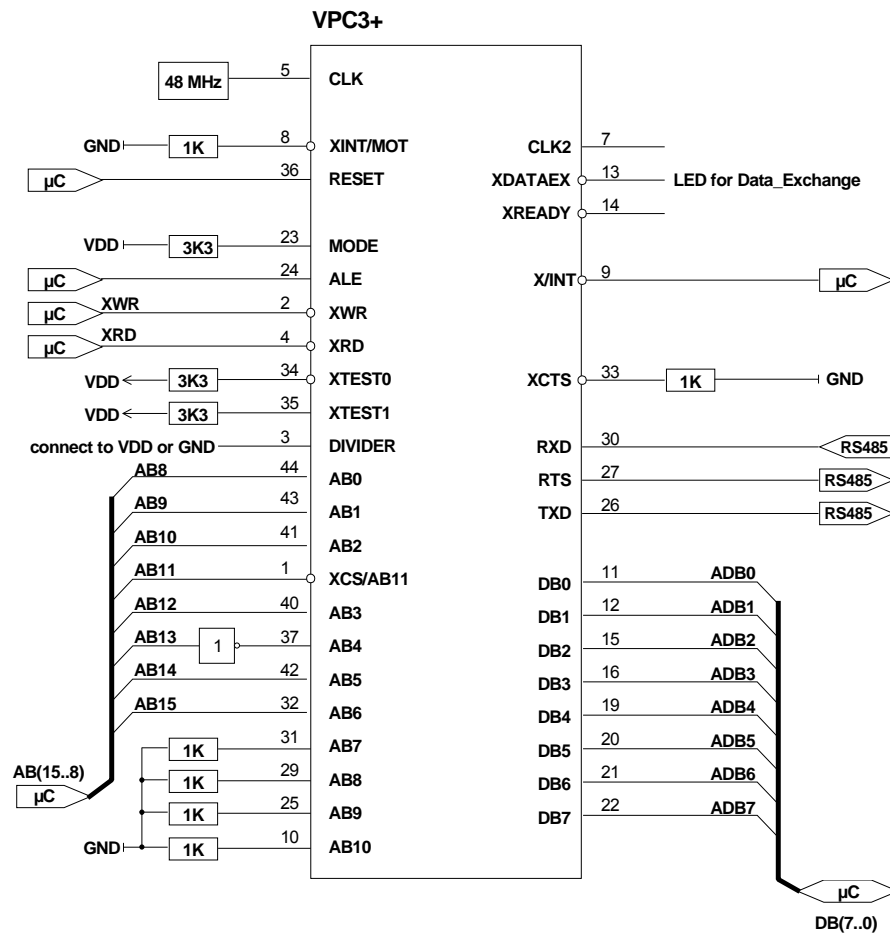 VPC3+
48 MHz 5 CLK
GND 1K 8 XINT/MOT
µC 36 RESET
VDD 3K3 23 MODE
µC 24 ALE
µC XWR 2 XWR
µC XRD 4 XRD
VDD 3K3 34 XTEST0
VDD 3K3 35 XTEST1
connect to VDD or GND 3 DIVIDER
AB8 44 AB0
AB9 43 AB1
AB10 41 AB2
AB11 1 XCS/AB11
AB12 40 AB3
AB13 1 37 AB4
AB14 42 AB5
AB15 32 AB6
1K 31 AB7
1K 29 AB8
1K 25 AB9
GND 1K 10 AB10
AB(15..8)
µC
CLK2 7
XDATAEX 13 LED for Data_Exchange
XREADY 14
X/INT 9 µC
XCTS 33 1K GND
RXD 30 RS485
RTS 27 RS485
TXD 26 RS485
DB0 11 ADB0
DB1 12 ADB1
DB2 15 ADB2
DB3 16 ADB3
DB4 19 ADB4
DB5 20 ADB5
DB6 21 ADB6
DB7 22 ADB7
µC
DB(7..0)